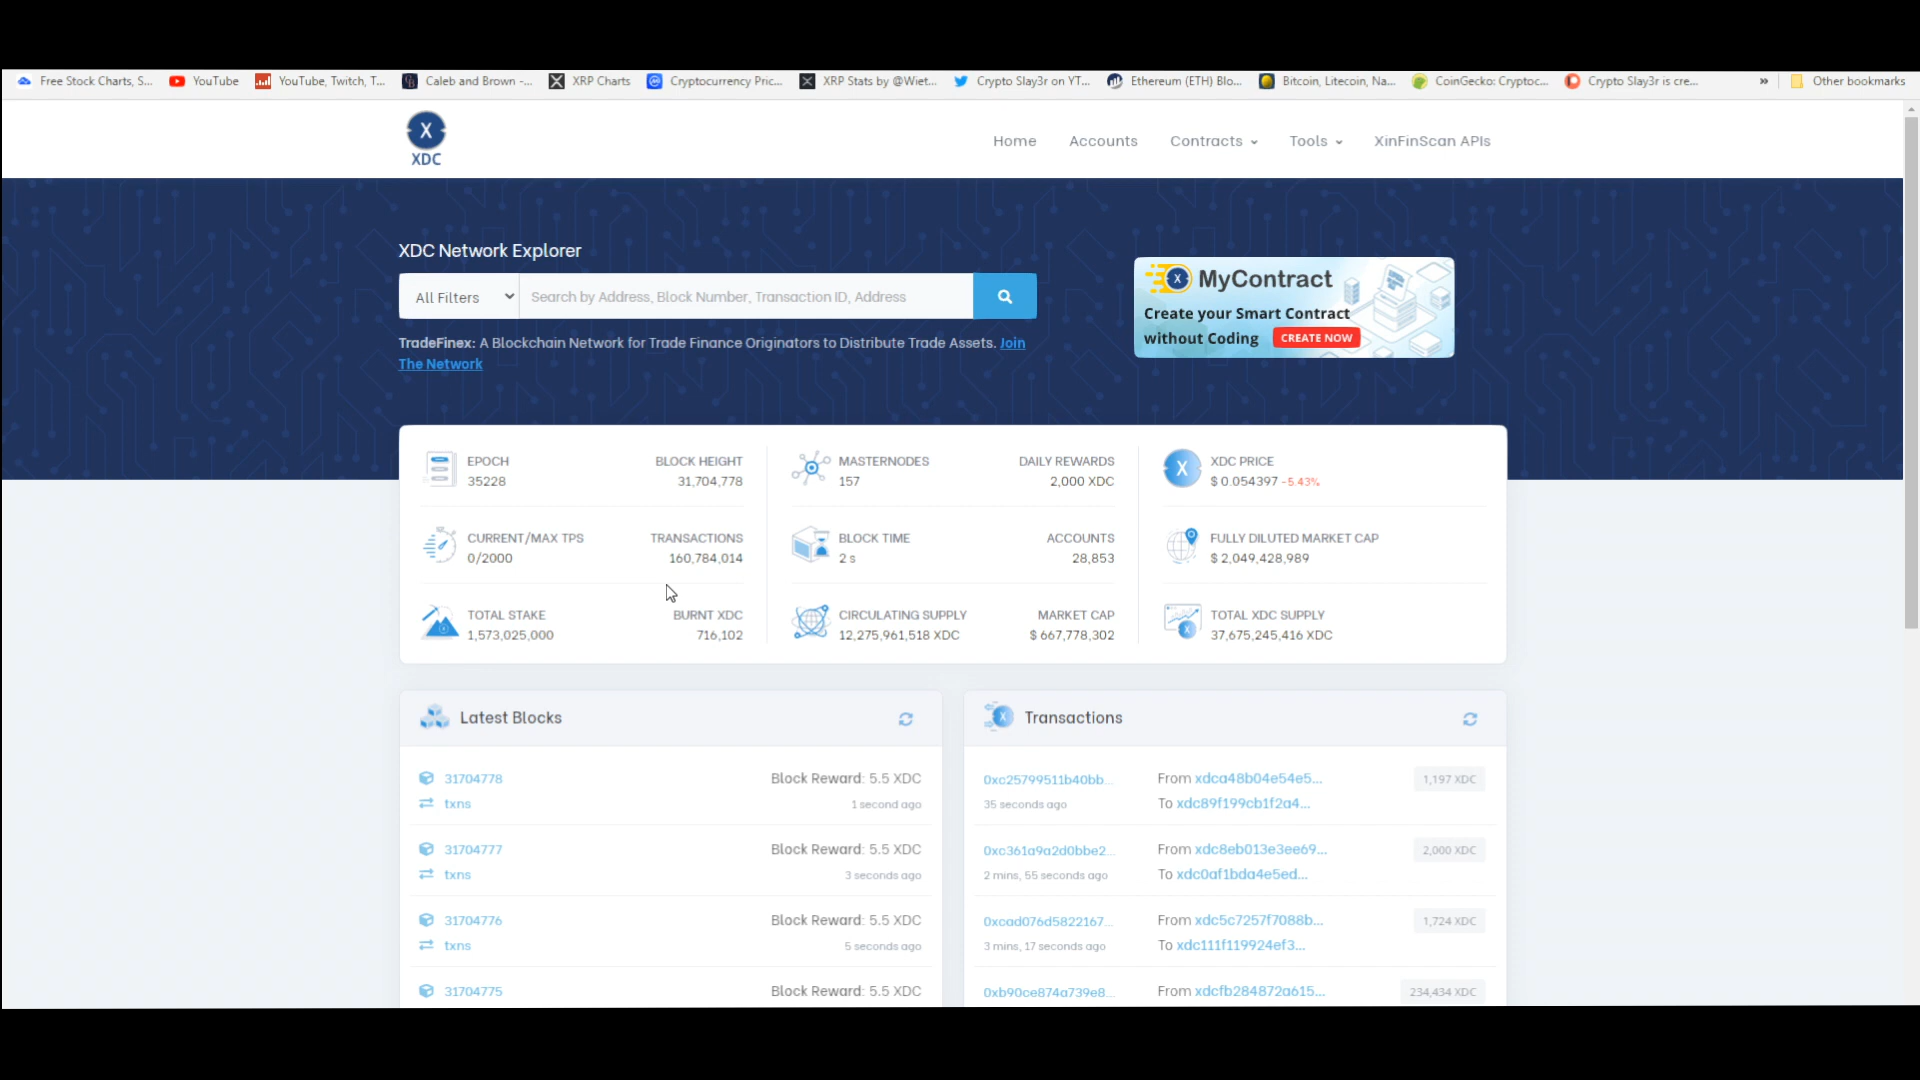 Free Stock Charts, S...
YouTube
YouTube, Twitch, T...
Caleb and Brown -...
XRP Charts
Cryptocurrency Pric...
XRP Stats by @Wiet...
Crypto Slay3r on YT...
Ethereum (ETH) Blo...
Bitcoin, Litecoin, Na...
CoinGecko: Cryptoc...
Crypto Slay3r is cre...
»
Other bookmarks
X
XDC
Home
Accounts
Contracts
Tools
XinFinScan APIs
XDC Network Explorer
All Filters
Search by Address, Block Number, Transaction ID, Address
TradeFinex: A Blockchain Network for Trade Finance Originators to Distribute Trade Assets. Join
The Network
MyContract
Create your Smart Contract
without Coding
CREATE NOW
EPOCH
35228
BLOCK HEIGHT
31,704,778
MASTERNODES
157
DAILY REWARDS
2,000 XDC
XDC PRICE
$ 0.054397 -5.43%
CURRENT/MAX TPS
0/2000
TRANSACTIONS
160,784,014
BLOCK TIME
2 s
ACCOUNTS
28,853
FULLY DILUTED MARKET CAP
$ 2,049,428,989
TOTAL STAKE
1,573,025,000
BURNT XDC
716,102
CIRCULATING SUPPLY
12,275,961,518 XDC
MARKET CAP
$ 667,778,302
TOTAL XDC SUPPLY
37,675,245,416 XDC
Latest Blocks
31704778
Block Reward: 5.5 XDC
txns
1 second ago
31704777
Block Reward: 5.5 XDC
txns
3 seconds ago
31704776
Block Reward: 5.5 XDC
txns
5 seconds ago
31704775
Block Reward: 5.5 XDC
Transactions
0xc25799511b40bb...
From xdca48b04e54e5...
1,197 XDC
35 seconds ago
To xdc89f199cb1f2a4...
0xc361a9a2d0bbe2...
From xdc8eb013e3ee69...
2,000 XDC
2 mins, 55 seconds ago
To xdc0af1bda4e5ed...
0xcad076d5822167...
From xdc5c7257f7088b...
1,724 XDC
3 mins, 17 seconds ago
To xdc111f119924ef3...
0xb90ce874a739e8...
From xdcfb284872a615...
234,434 XDC